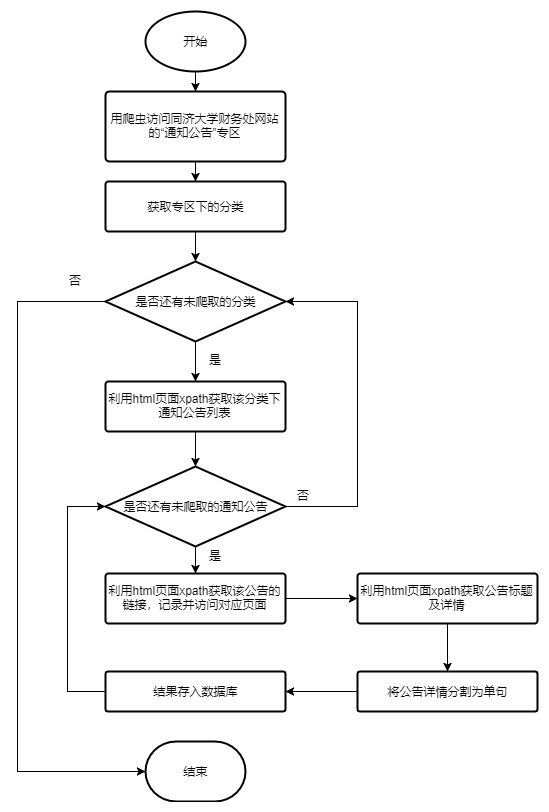 开始
用爬虫访问同济大学财务处网站
的“通知公告”专区
获取专区下的分类
否
是否还有未爬取的分类
是
利用html页面xpath获取该分类下
通知公告列表
是否还有未爬取的通知公告
否
是
利用html页面xpath获取该公告的
链接，记录并访问对应页面
利用html页面xpath获取公告标题
及详情
结果存入数据库
将公告详情分割为单句
结束